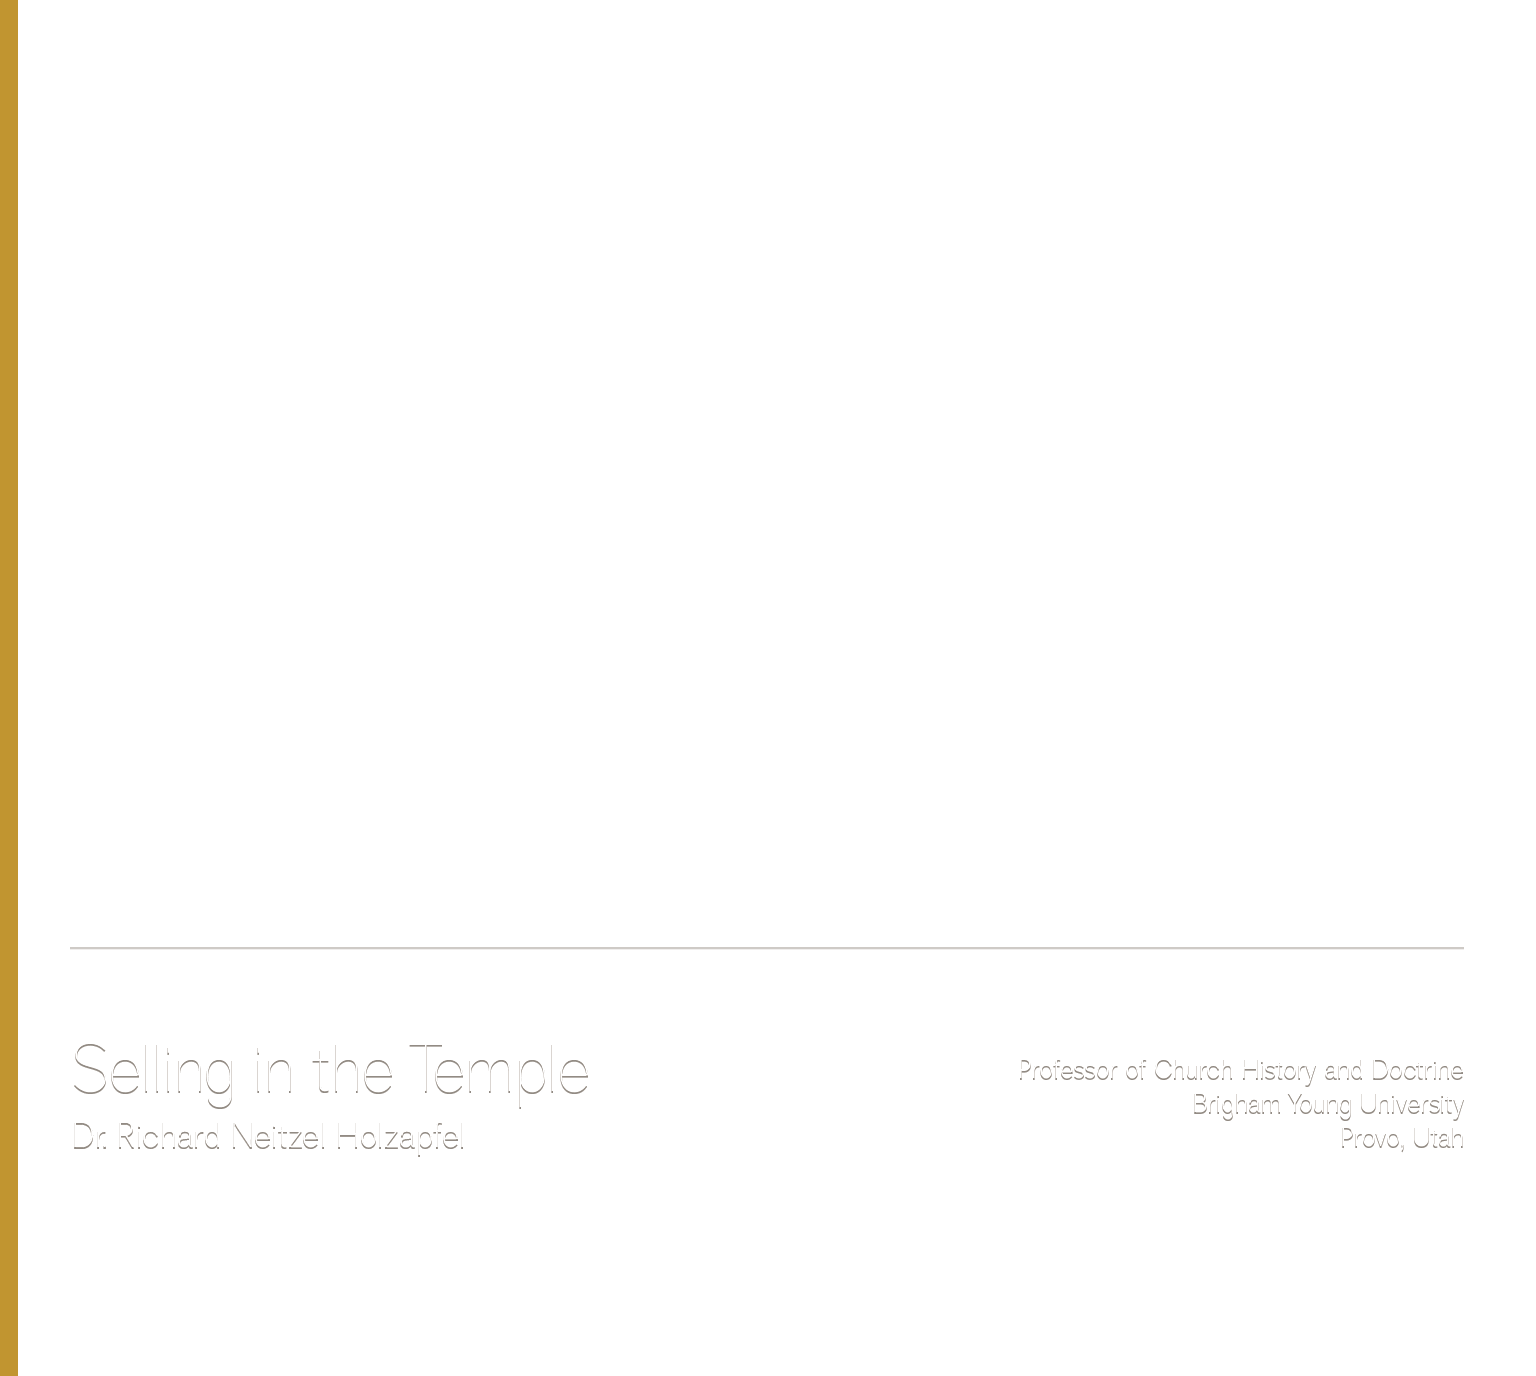 Selling in the Temple
Dr. Richard Neitzel Holzapfel
Professor of Church History and Doctrine
Brigham Young University
Provo, Utah